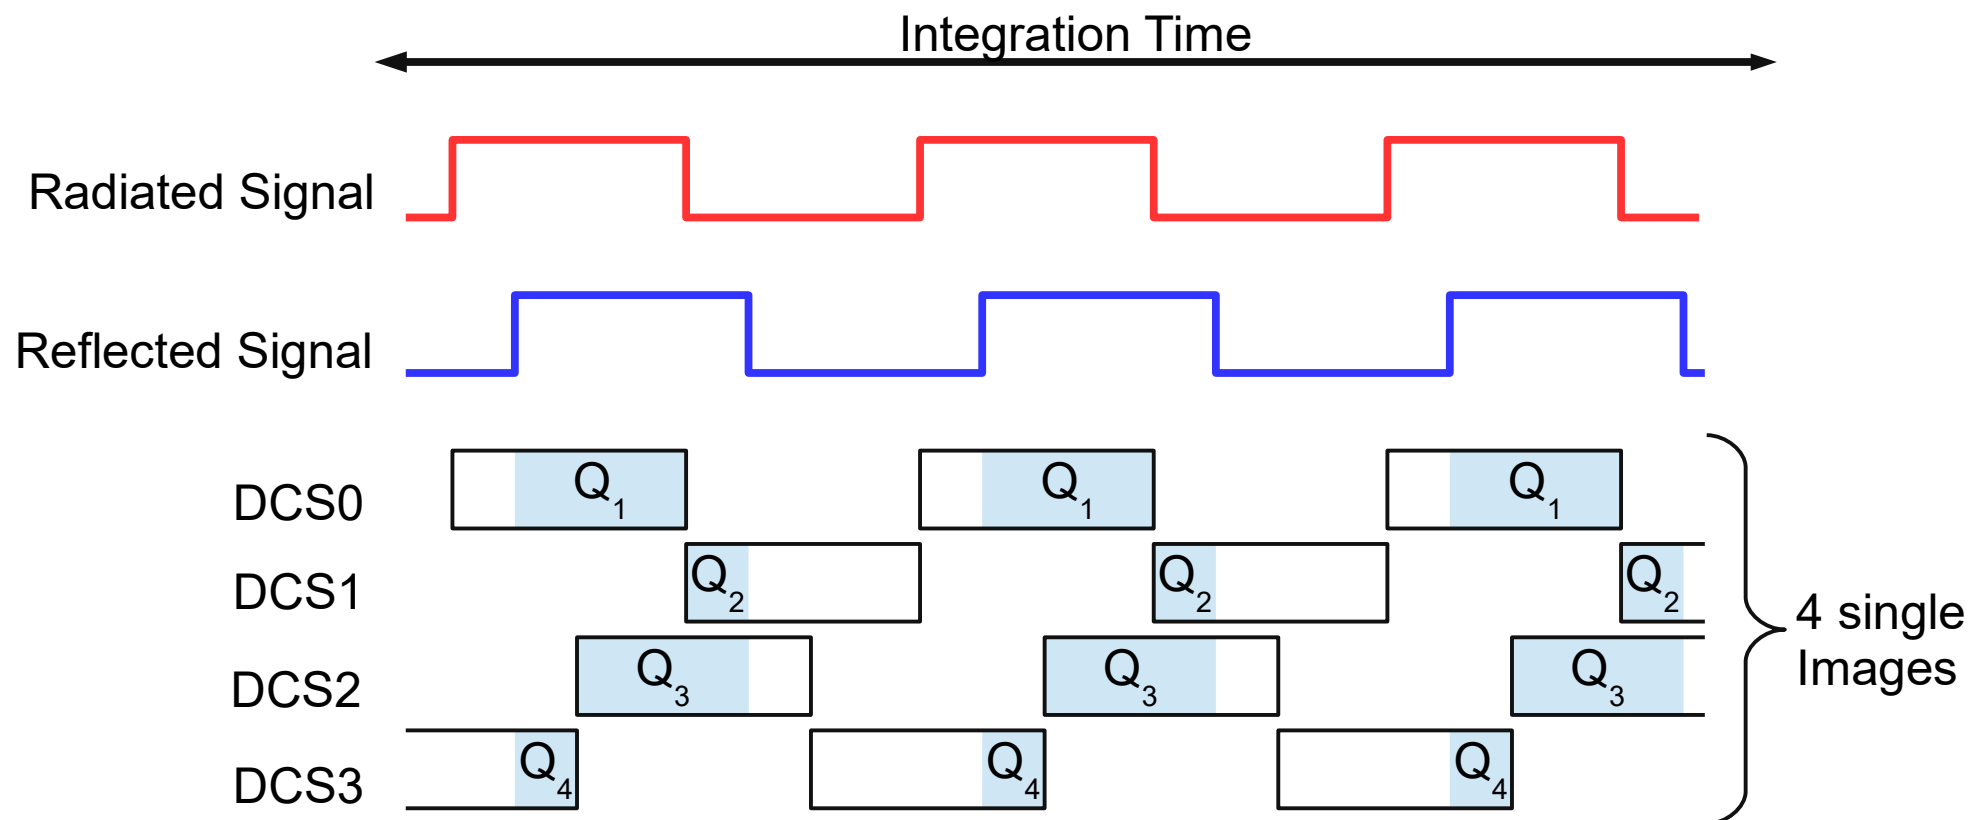 Integration Time
Radiated Signal
Reflected Signal
DCS0 Q1 Q1 Q1
DCS1 Q2 Q2 Q2
DCS2 Q3 Q3 Q3
DCS3 Q4 Q4 Q4
4 single
Images